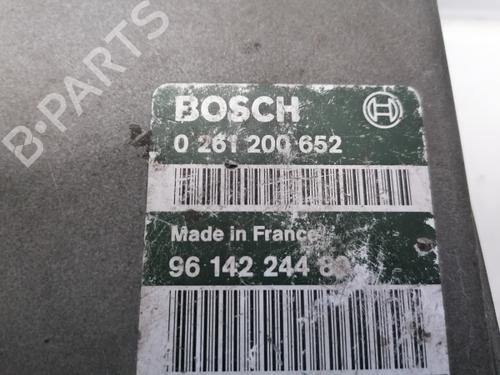 B-PARTS
BOSCH
0 261 200 652
Made in France
96 142 244 80